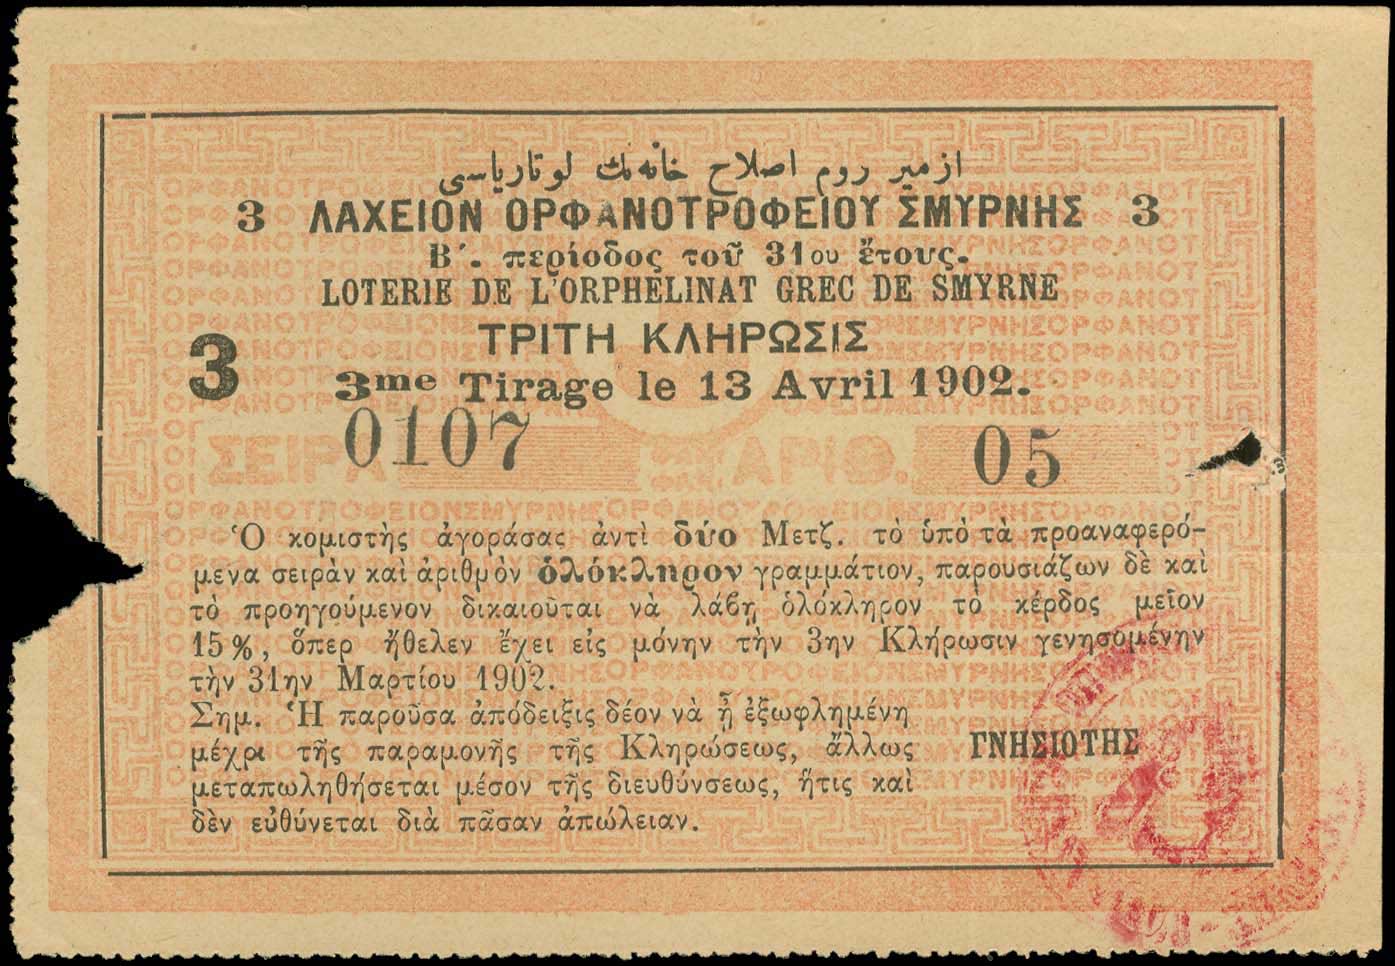 ازمير روم اصلاح خانه نك لوتارياسى
3 ΛΑΧΕΙΟΝ ΟΡΦΑΝΟΤΡΟΦΕΙΟΥ ΣΜΥΡΝΗΣ 3
Β΄. περίοδος τοῦ 31ου ἔτους.
LOTERIE DE L'ORPHELINAT GREC DE SMYRNE
ΤΡΙΤΗ ΚΛΗΡΩΣΙΣ
3 3me Tirage le 13 Avril 1902.
ΣΕΙΡΑ 0107 ΑΡΙΘ. 05
Ὁ κομιστὴς ἀγοράσας ἀντὶ δύο Μετζ. τὸ ὑπὸ τὰ προαναφερό-
μενα σειρὰν καὶ ἀριθμὸν ὁλόκληρον γραμμάτιον, παρουσιάζων δὲ καὶ
τὸ προηγούμενον δικαιοῦται νὰ λάβῃ ὁλόκληρον τὸ κέρδος μεῖον
15%, ὅπερ ἤθελεν ἔχει εἰς μόνην τὴν 3ην Κλήρωσιν γενησομένην
τὴν 31ην Μαρτίου 1902.
Σημ. Ἡ παροῦσα ἀπόδειξις δέον νὰ ᾖ ἐξωφλημένη
μέχρι τῆς παραμονῆς τῆς Κληρώσεως, ἄλλως
μεταπωληθήσεται μέσον τῆς διευθύνσεως, ἥτις καὶ
δὲν εὐθύνεται διὰ πᾶσαν ἀπώλειαν.
ΓΝΗΣΙΟΤΗΣ